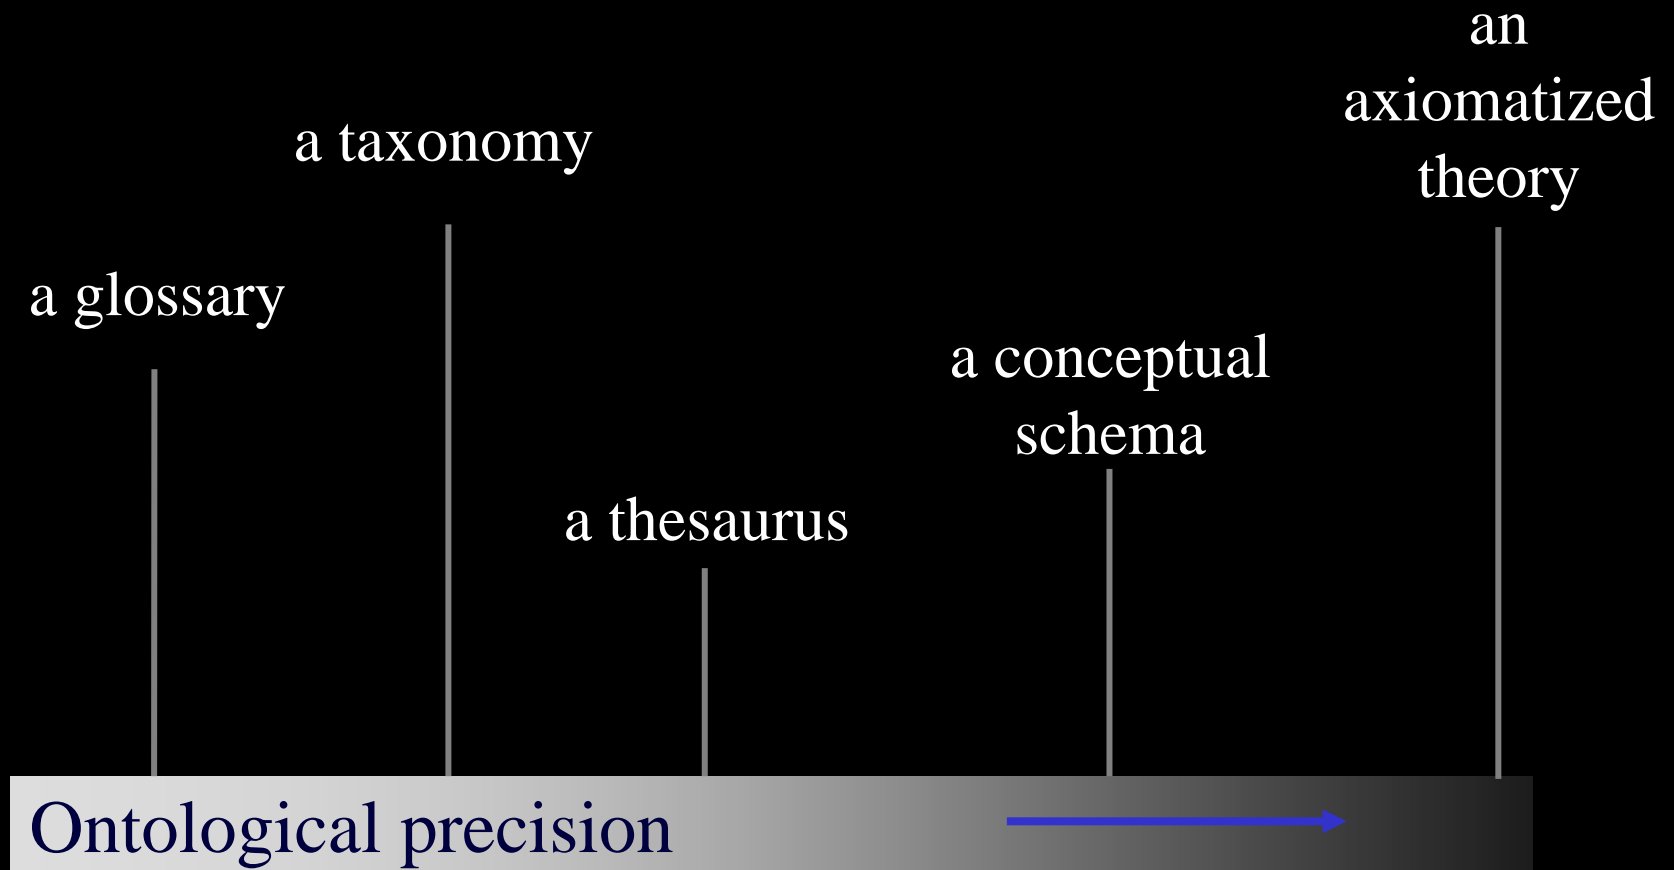 an
axiomatized
theory
a taxonomy
a glossary
a conceptual
schema
a thesaurus
Ontological precision